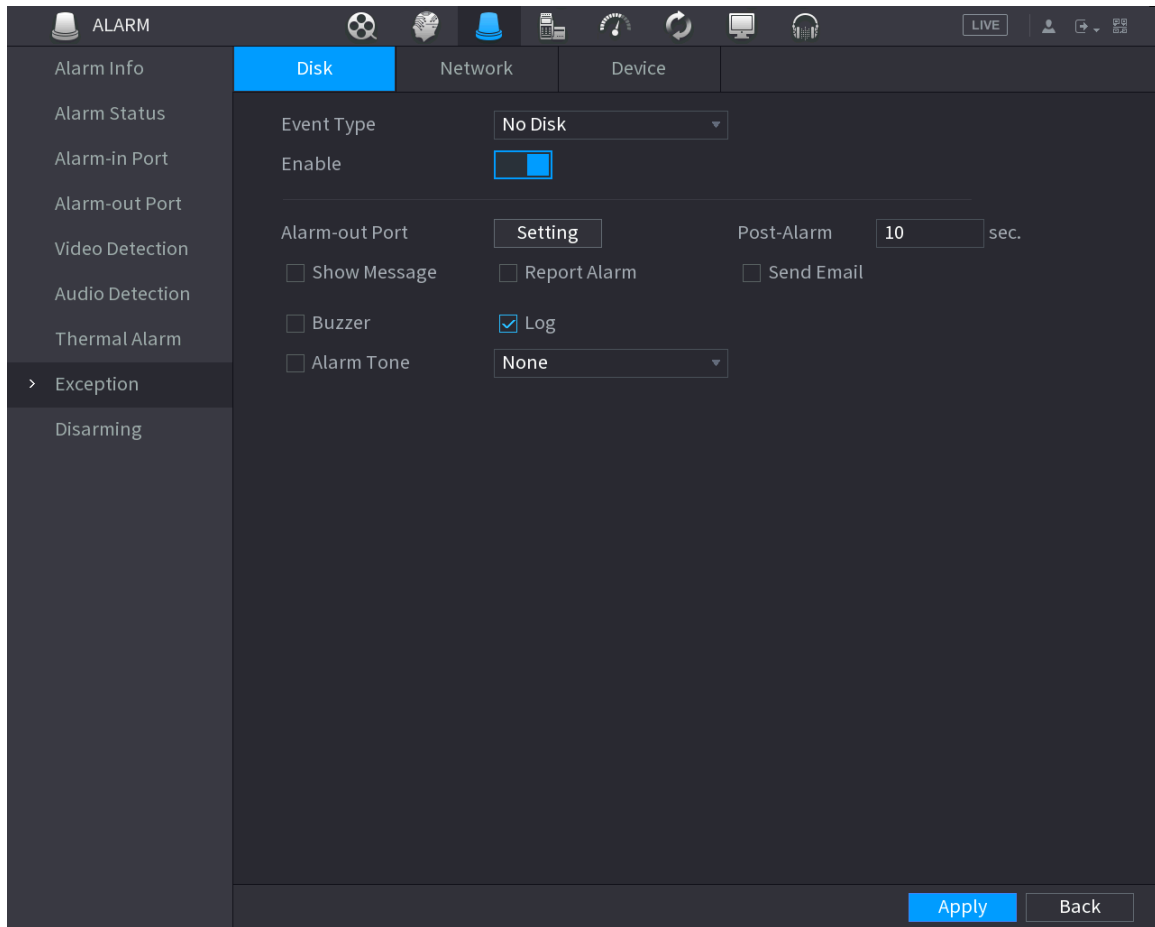 ALARM LIVE
Alarm Info
Alarm Status
Alarm-in Port
Alarm-out Port
Video Detection
Audio Detection
Thermal Alarm
> Exception
Disarming
Disk Network Device
Event Type No Disk
Enable
Alarm-out Port Setting Post-Alarm 10 sec.
Show Message Report Alarm Send Email
Buzzer Log
Alarm Tone None
Apply Back